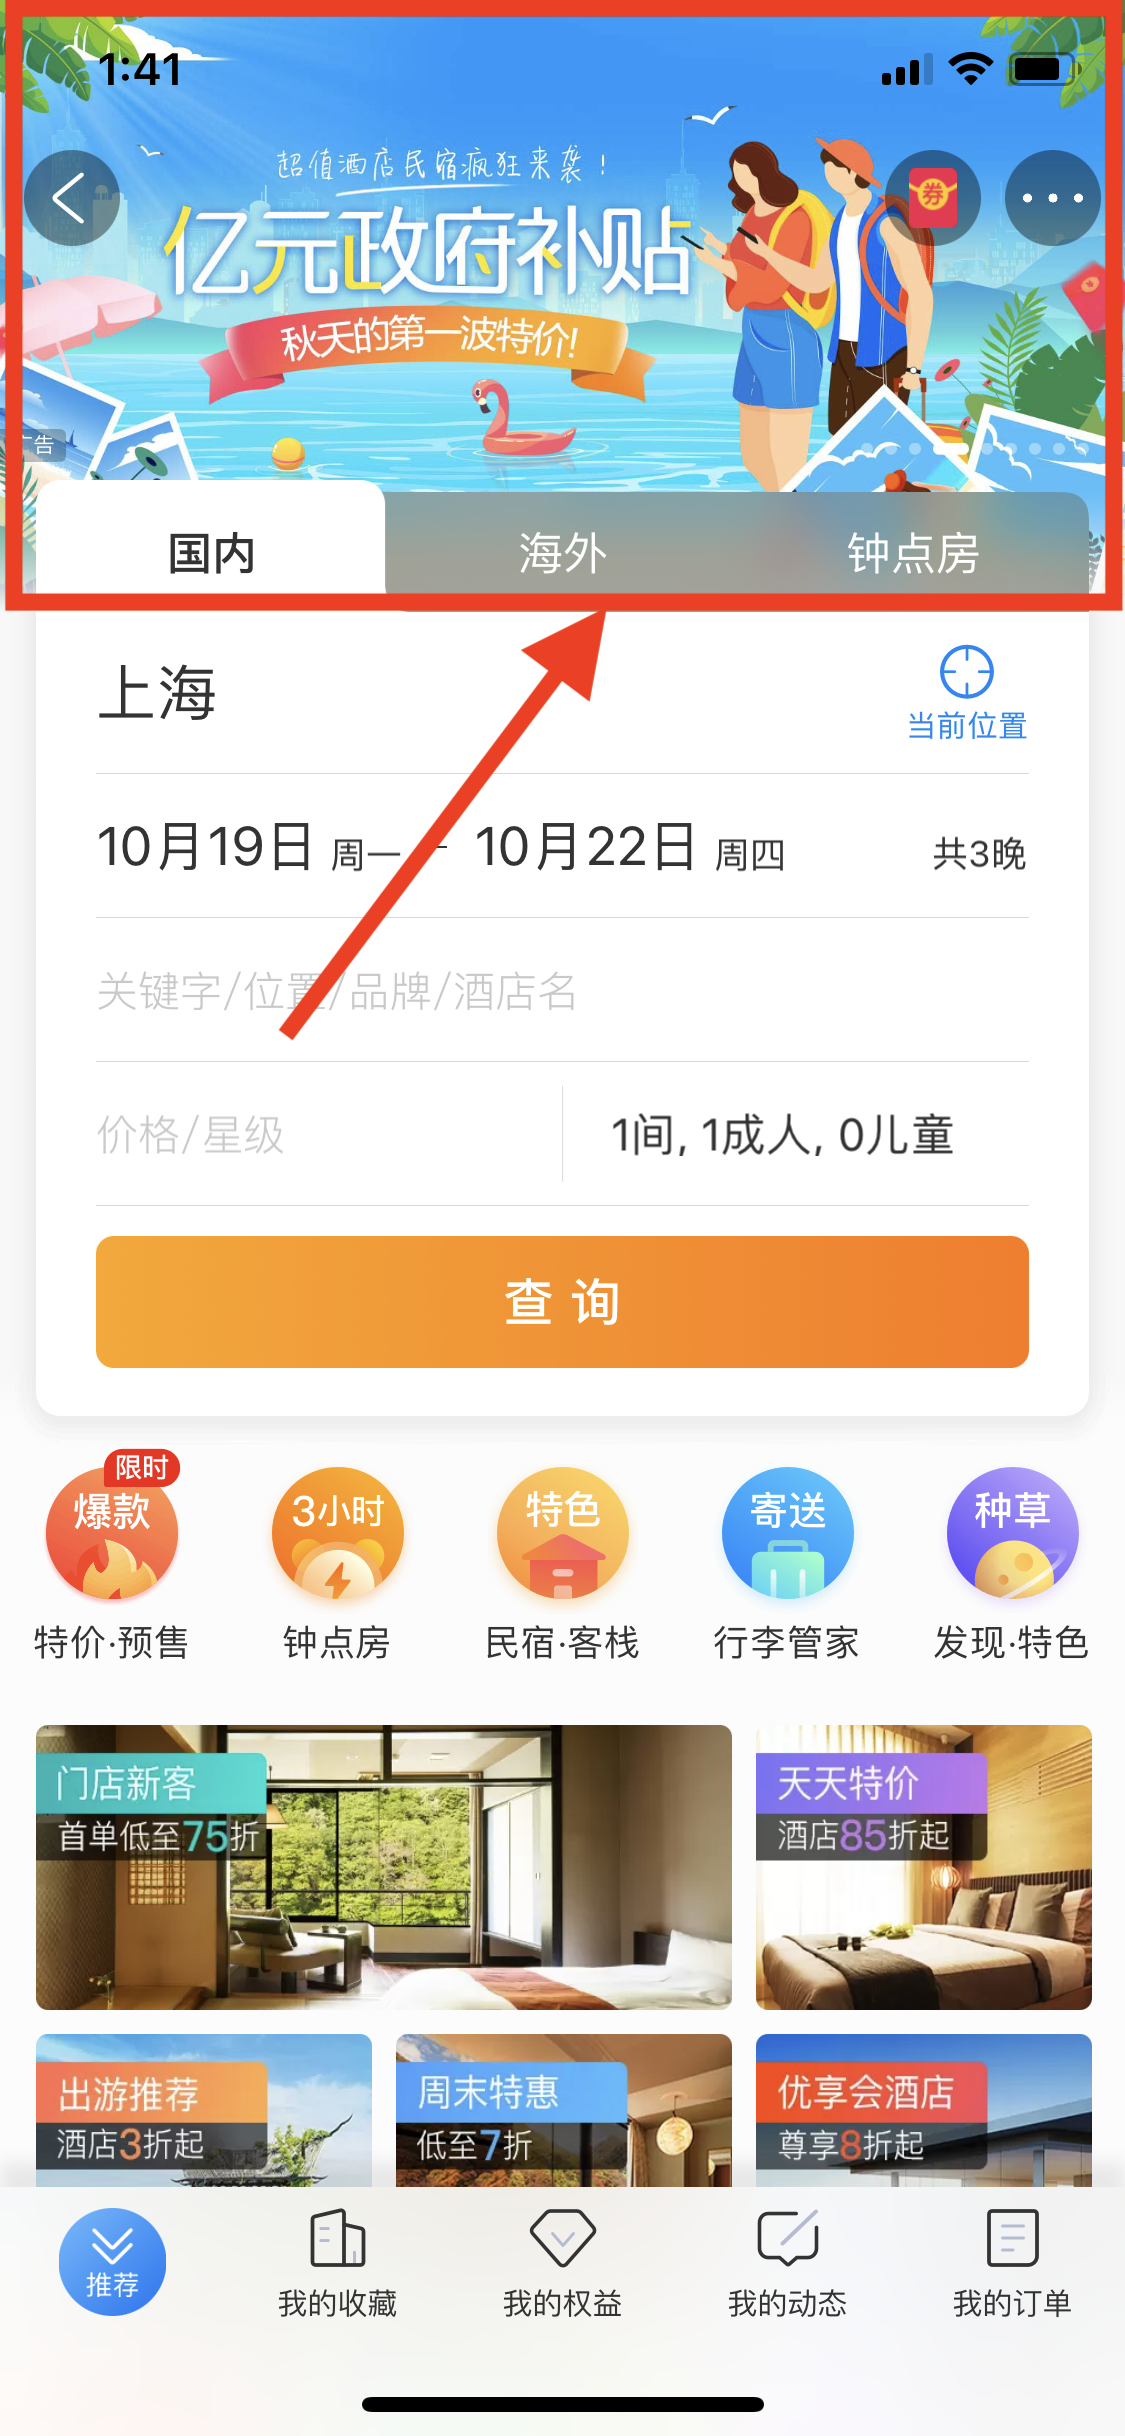 1:41
超值酒店民宿疯狂来袭！
券
亿元政府补贴
秋天的第一波特价!
广告
国内 海外 钟点房
上海
当前位置
10月19日 周一 - 10月22日 周四 共3晚
关键字/位置/品牌/酒店名
价格/星级 1间, 1成人, 0儿童
查 询
限时
爆款 3小时 特色 寄送 种草
特价·预售 钟点房 民宿·客栈 行李管家 发现·特色
门店新客 天天特价
首单低至75折 酒店85折起
出游推荐 周末特惠 优享会酒店
酒店3折起 低至7折 尊享8折起
推荐 我的收藏 我的权益 我的动态 我的订单